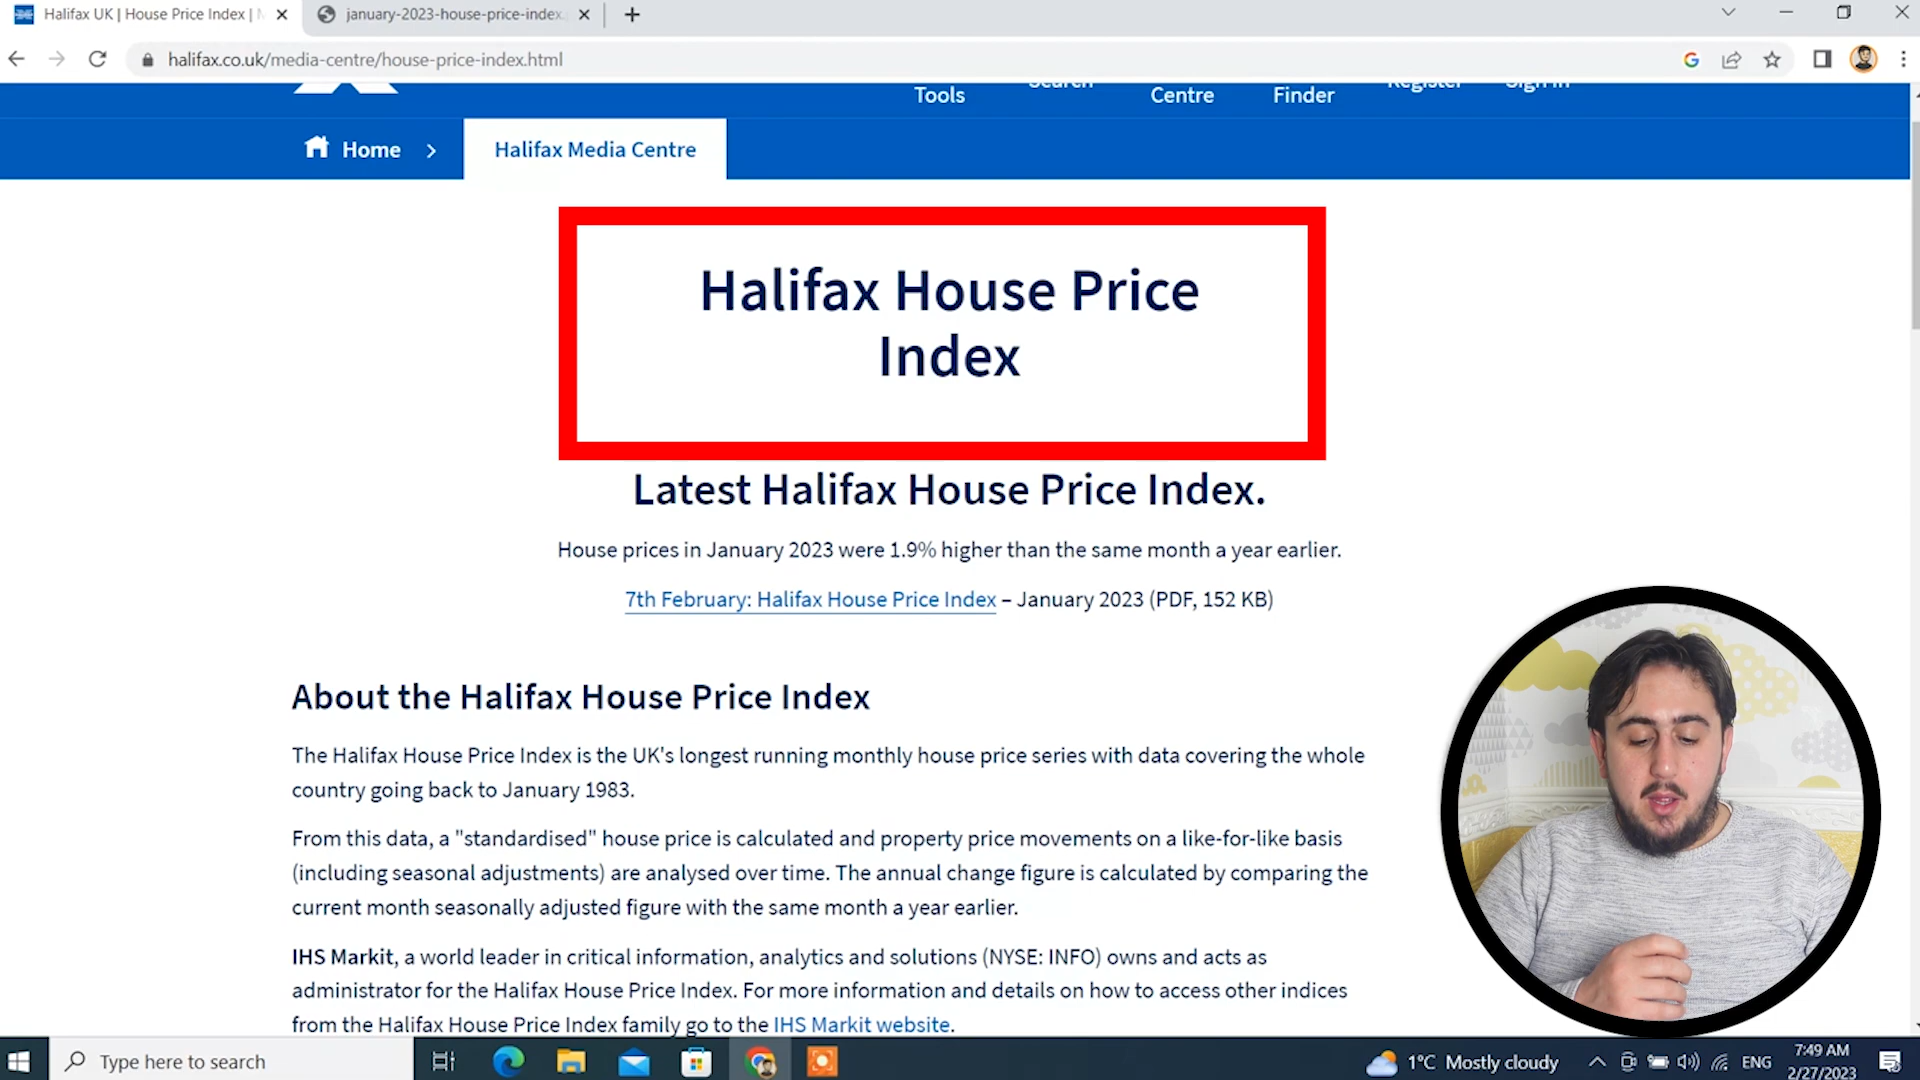 Halifax UK | House Price Index |
january-2023-house-price-index.
halifax.co.uk/media-centre/house-price-index.html
Tools
Search
Centre
Finder
Register
Sign in
Home
Halifax Media Centre
Halifax House Price
Index
Latest Halifax House Price Index.
House prices in January 2023 were 1.9% higher than the same month a year earlier.
7th February: Halifax House Price Index – January 2023 (PDF, 152 KB)
About the Halifax House Price Index
The Halifax House Price Index is the UK's longest running monthly house price series with data covering the whole
country going back to January 1983.
From this data, a "standardised" house price is calculated and property price movements on a like-for-like basis
(including seasonal adjustments) are analysed over time. The annual change figure is calculated by comparing the
current month seasonally adjusted figure with the same month a year earlier.
IHS Markit, a world leader in critical information, analytics and solutions (NYSE: INFO) owns and acts as
administrator for the Halifax House Price Index. For more information and details on how to access other indices
from the Halifax House Price Index family go to the IHS Markit website.
Type here to search
1°C Mostly cloudy
ENG
7:49 AM
2/27/2023